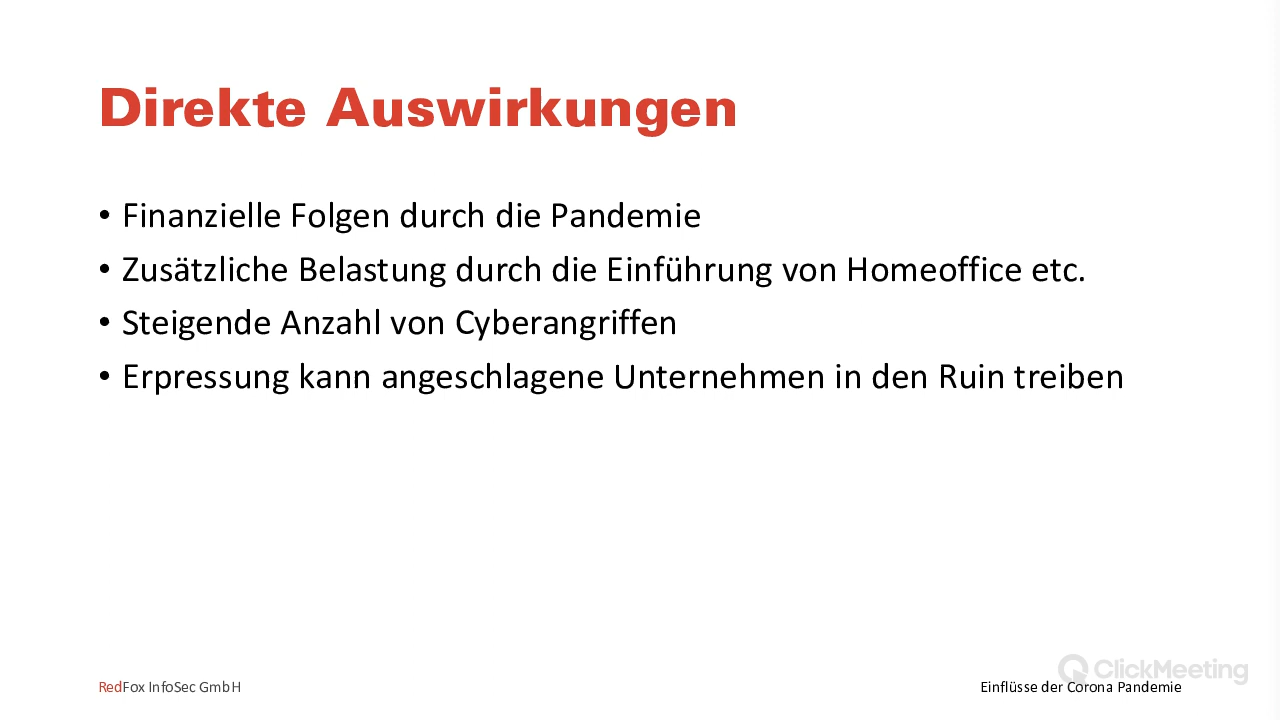 Direkte Auswirkungen
• Finanzielle Folgen durch die Pandemie
• Zusätzliche Belastung durch die Einführung von Homeoffice etc.
• Steigende Anzahl von Cyberangriffen
• Erpressung kann angeschlagene Unternehmen in den Ruin treiben
ClickMeeting
RedFox InfoSec GmbH
Einflüsse der Corona Pandemie